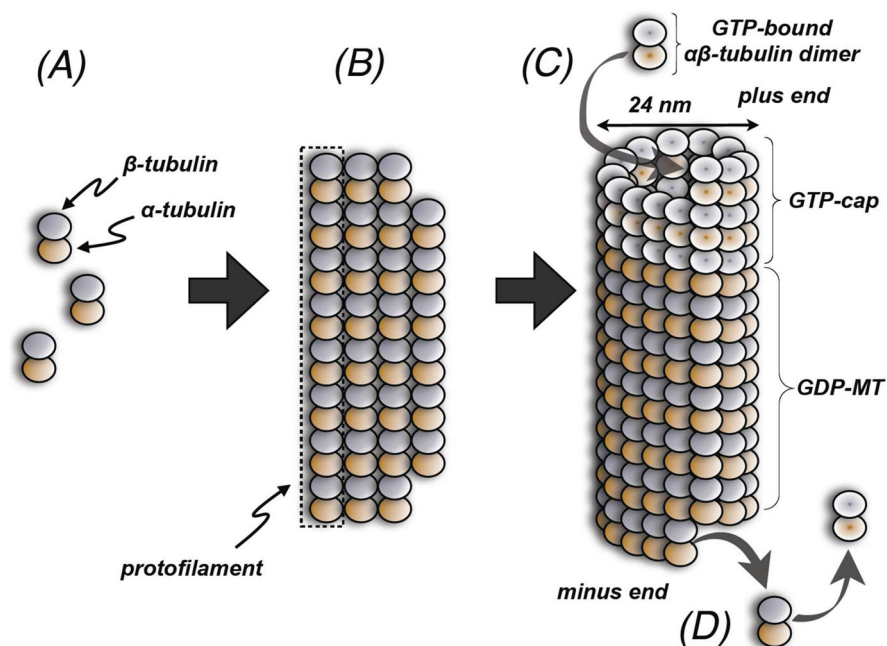 (A)
β-tubulin
α-tubulin
(B)
protofilament
(C)
GTP-bound
αβ-tubulin dimer
24 nm
plus end
GTP-cap
GDP-MT
minus end
(D)